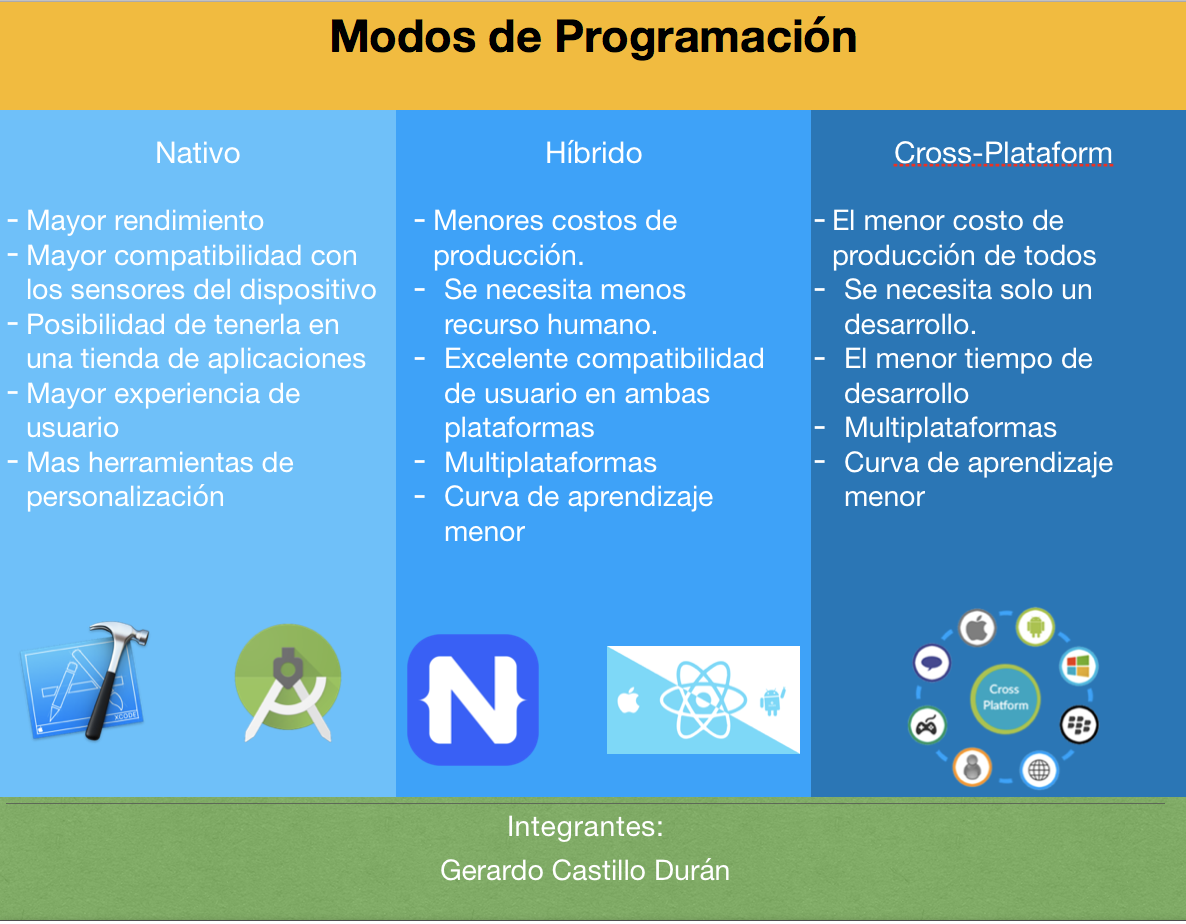 Modos de Programación
Nativo
- Mayor rendimiento
- Mayor compatibilidad con
los sensores del dispositivo
- Posibilidad de tenerla en
una tienda de aplicaciones
- Mayor experiencia de
usuario
- Mas herramientas de
personalización
XCODE
Híbrido
- Menores costos de
producción.
- Se necesita menos
recurso humano.
- Excelente compatibilidad
de usuario en ambas
plataformas
- Multiplataformas
- Curva de aprendizaje
menor
N
Cross-Plataform
- El menor costo de
producción de todos
- Se necesita solo un
desarrollo.
- El menor tiempo de
desarrollo
- Multiplataformas
- Curva de aprendizaje
menor
Cross
Platform
Integrantes:
Gerardo Castillo Durán